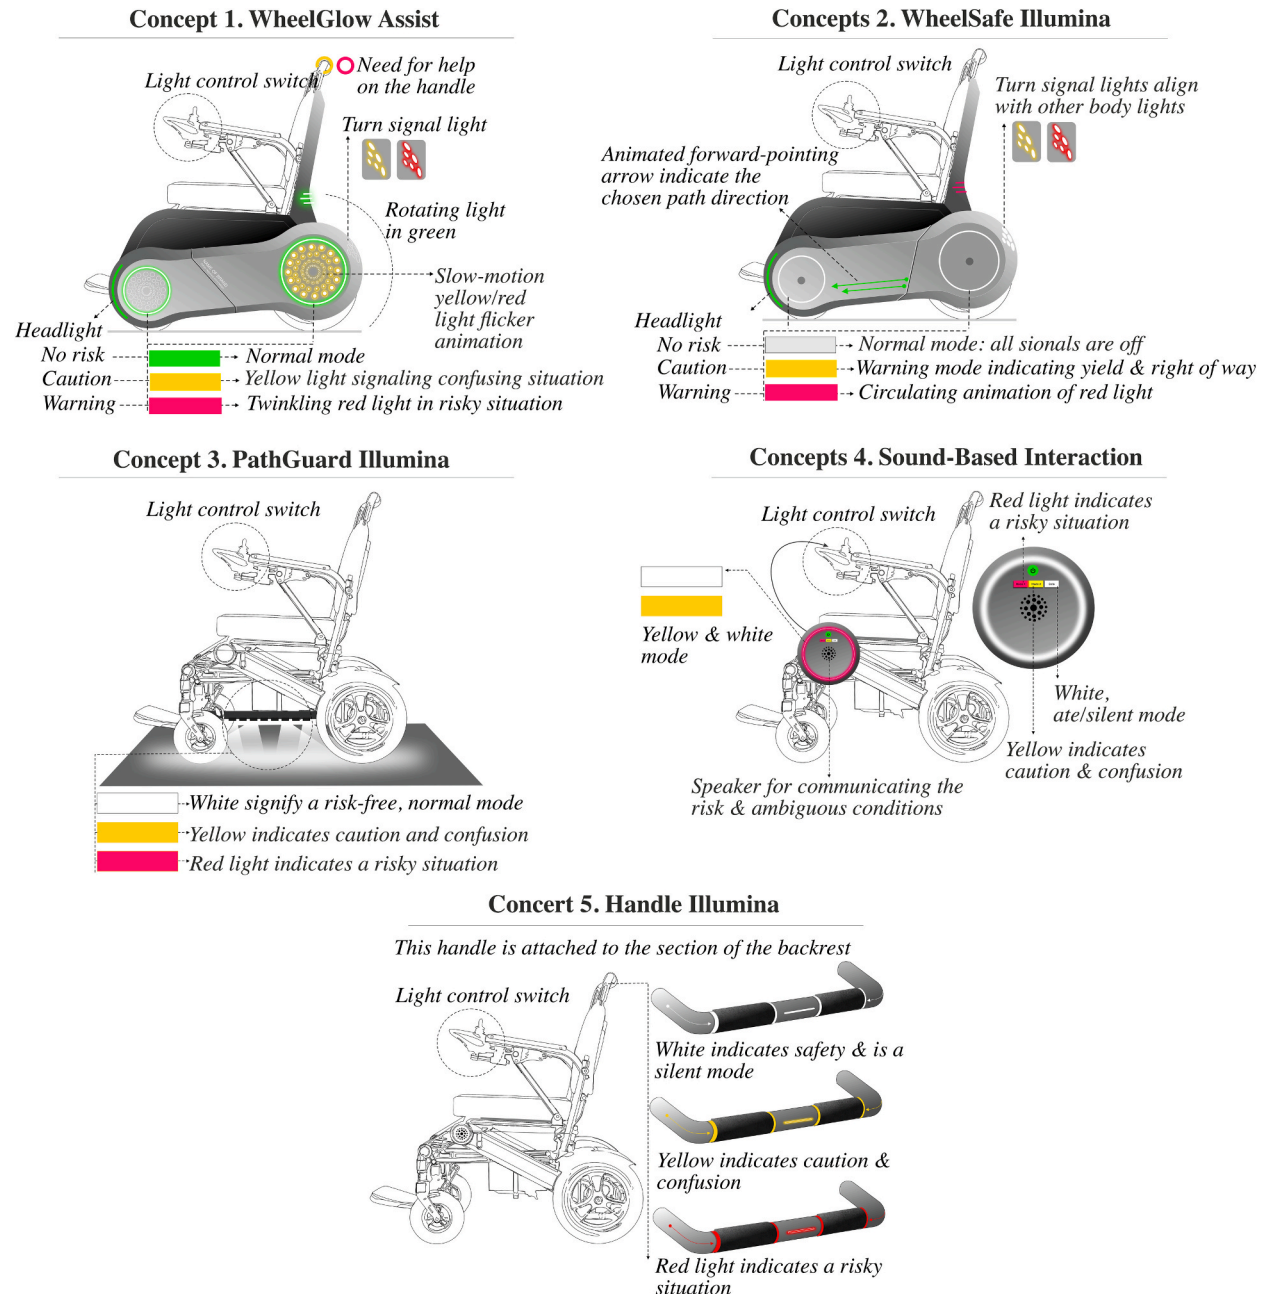 Concept 1. WheelGlow Assist
Light control switch
Need for help
on the handle
Turn signal light
Rotating light
in green
Slow-motion
yellow/red
light flicker
animation
Headlight
No risk
Normal mode
Caution
Yellow light signaling confusing situation
Warning
Twinkling red light in risky situation
Concepts 2. WheelSafe Illumina
Light control switch
Turn signal lights align
with other body lights
Animated forward-pointing
arrow indicate the
chosen path direction
Headlight
No risk
Normal mode: all sionals are off
Caution
Warning mode indicating yield & right of way
Warning
Circulating animation of red light
Concept 3. PathGuard Illumina
Light control switch
White signify a risk-free, normal mode
Yellow indicates caution and confusion
Red light indicates a risky situation
Concepts 4. Sound-Based Interaction
Light control switch
Red light indicates
a risky situation
Yellow & white
mode
White,
ate/silent mode
Yellow indicates
caution & confusion
Speaker for communicating the
risk & ambiguous conditions
Concert 5. Handle Illumina
This handle is attached to the section of the backrest
Light control switch
White indicates safety & is a
silent mode
Yellow indicates caution &
confusion
Red light indicates a risky
situation